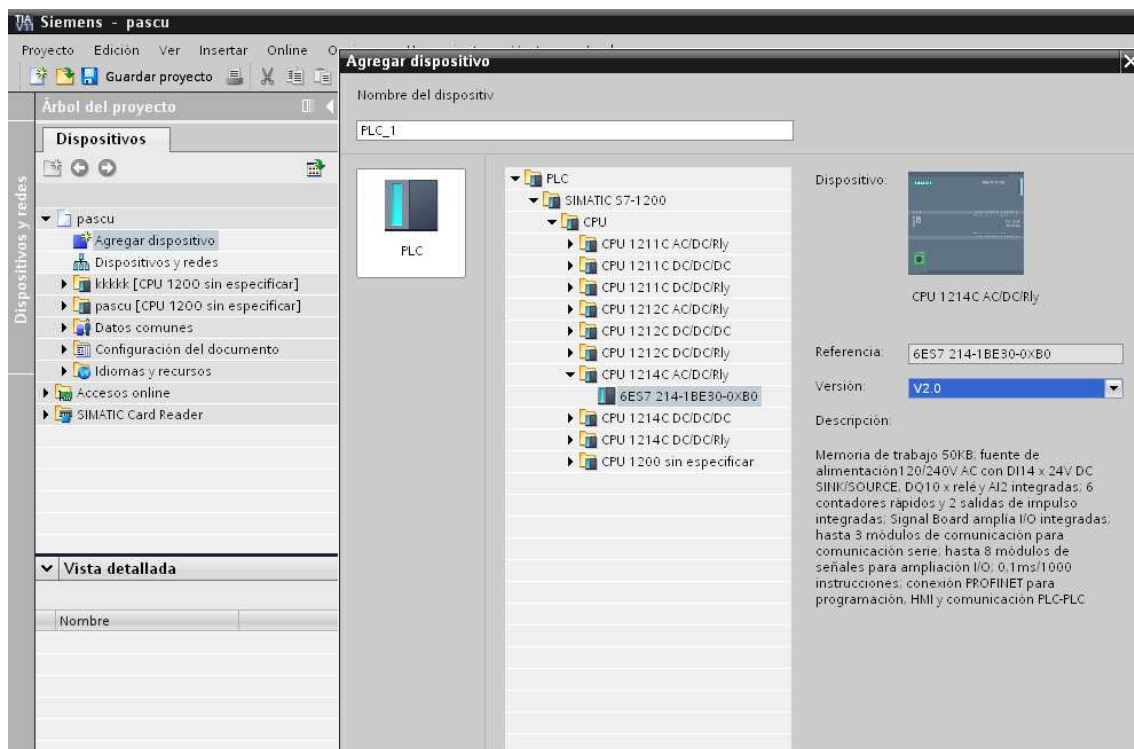 Siemens - pascu
Proyecto Edición Ver Insertar Online
Guardar proyecto
Árbol del proyecto
Dispositivos
Dispositivos y redes
pascu
Agregar dispositivo
Dispositivos y redes
kkkkk [CPU 1200 sin especificar]
pascu [CPU 1200 sin especificar]
Datos comunes
Configuración del documento
Idiomas y recursos
Accesos online
SIMATIC Card Reader
Vista detallada
Nombre
Agregar dispositivo
Nombre del dispositiv
PLC_1
PLC
PLC
SIMATIC S7-1200
CPU
CPU 1211C AC/DC/Rly
CPU 1211C DC/DC/DC
CPU 1211C DC/DC/Rly
CPU 1212C AC/DC/Rly
CPU 1212C DC/DC/DC
CPU 1212C DC/DC/Rly
CPU 1214C AC/DC/Rly
6ES7 214-1BE30-0XB0
CPU 1214C DC/DC/DC
CPU 1214C DC/DC/Rly
CPU 1200 sin especificar
Dispositivo:
CPU 1214C AC/DC/Rly
Referencia: 6ES7 214-1BE30-0XB0
Versión: V2.0
Descripción:
Memoria de trabajo 50KB; fuente de
alimentación120/240V AC con DI14 x 24V DC
SINK/SOURCE, DQ10 x relé y AI2 integradas; 6
contadores rápidos y 2 salidas de impulso
integradas; Signal Board amplía I/O integradas;
hasta 3 módulos de comunicación para
comunicación serie; hasta 8 módulos de
señales para ampliación I/O; 0,1ms/1000
instrucciones; conexión PROFINET para
programación, HMI y comunicación PLC-PLC